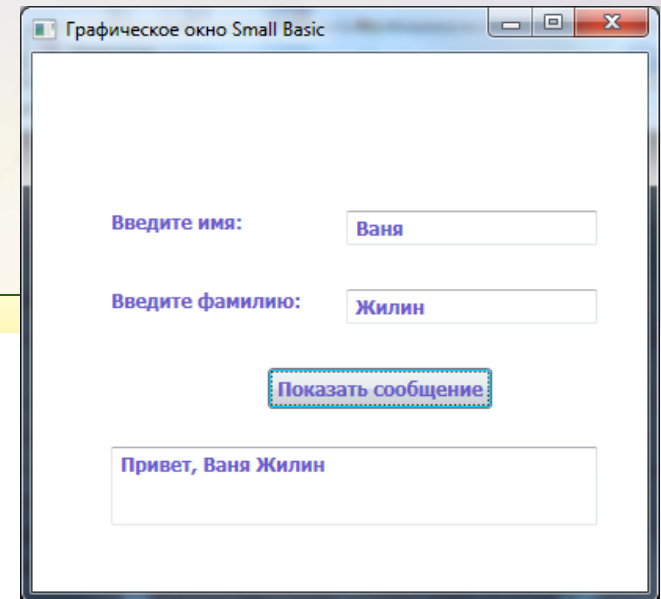 Графическое окно Small Basic
Введите имя:
Ваня
Введите фамилию:
Жилин
Показать сообщение
Привет, Ваня Жилин